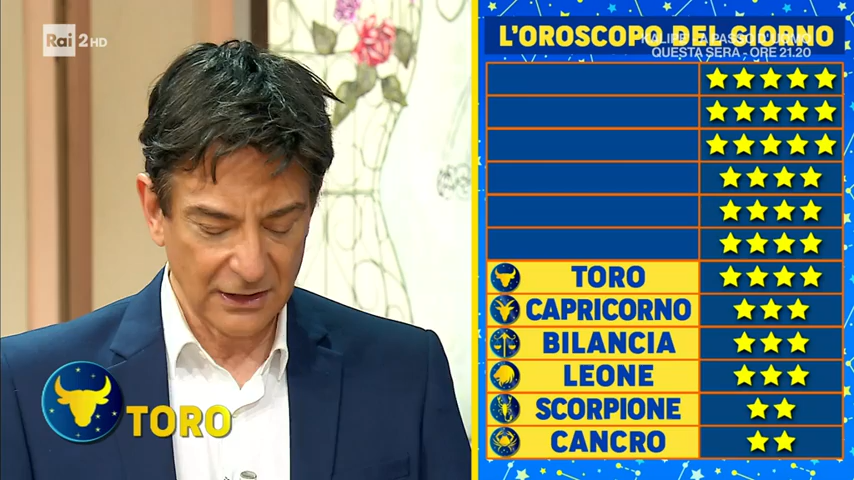 Rai 2 HD
L'OROSCOPO DEL GIORNO
QUESTA SERA - ORE 21.20
TORO
CAPRICORNO
BILANCIA
LEONE
SCORPIONE
CANCRO
TORO